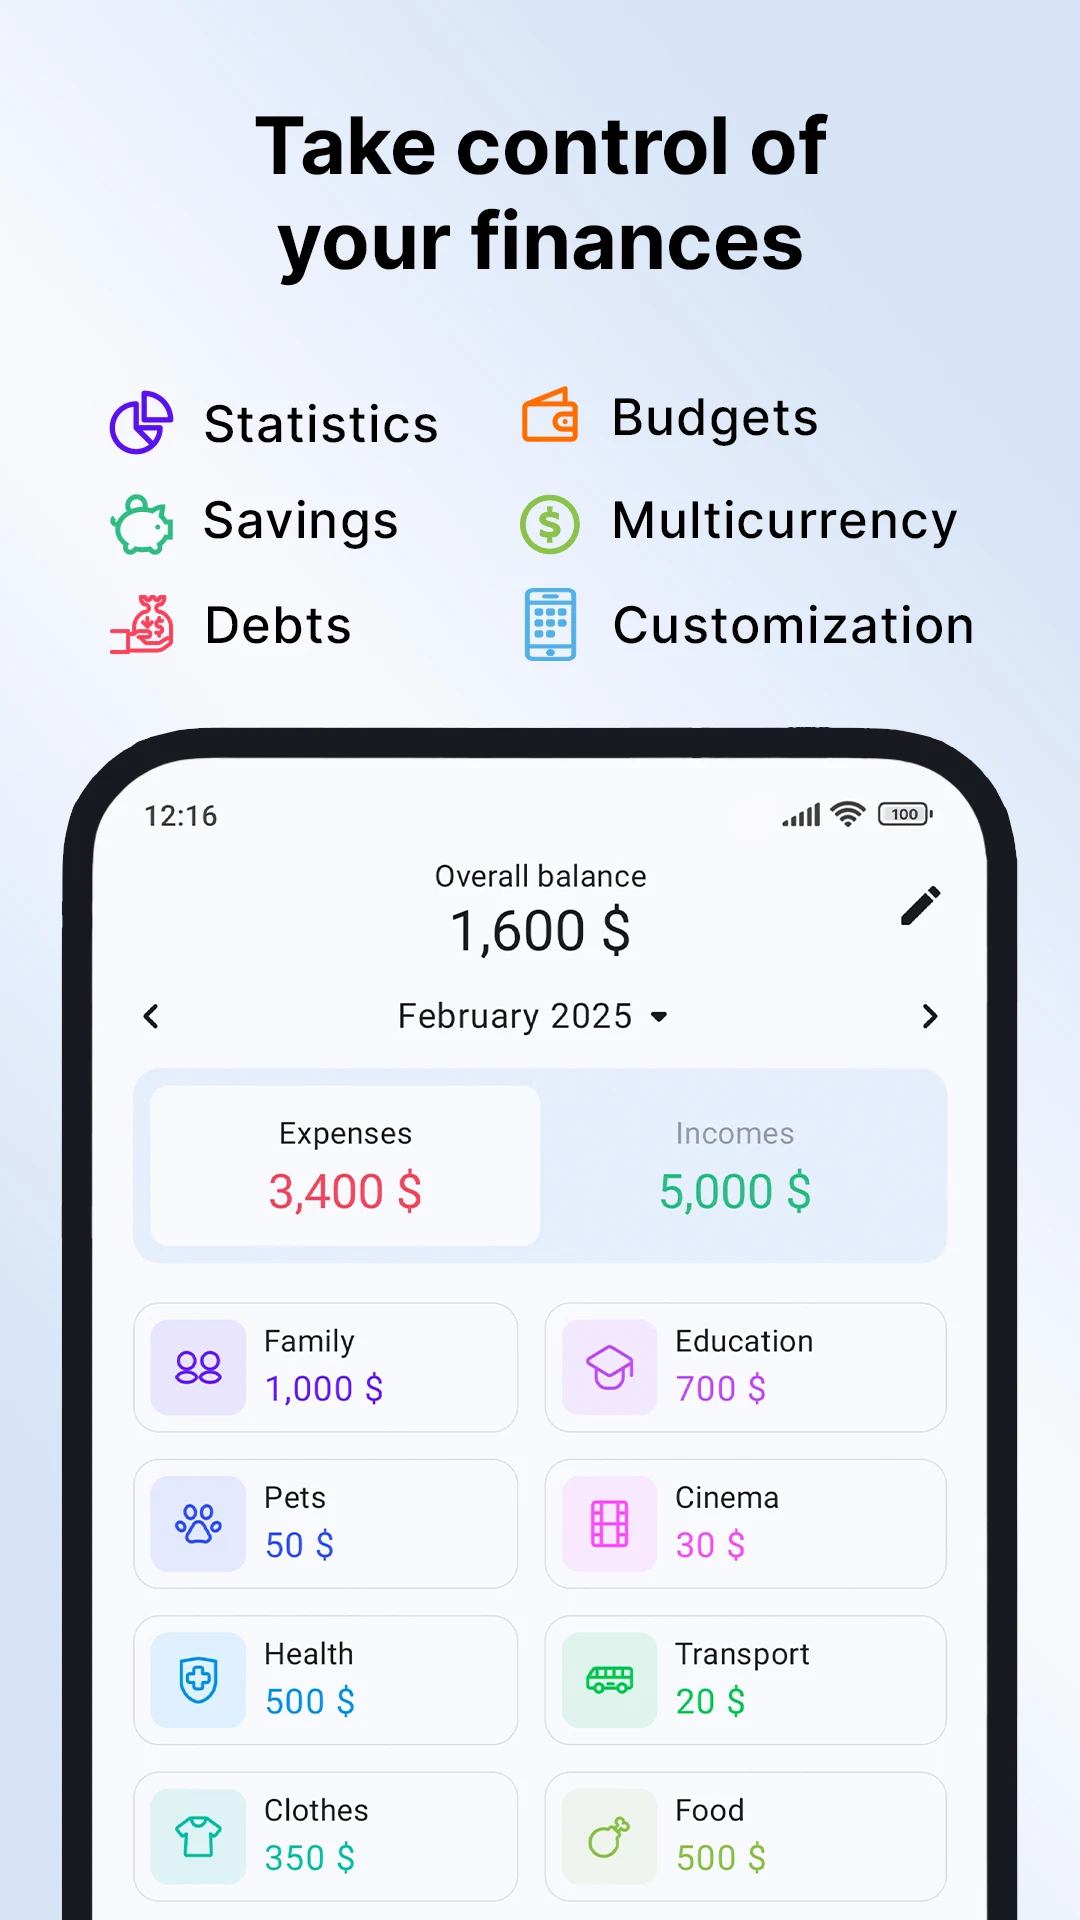 Take control of
your finances
Statistics
Budgets
Savings
Multicurrency
Debts
Customization
12:16
100
Overall balance
1,600 $
February 2025
Expenses
Incomes
3,400 $
5,000 $
Family
1,000 $
Education
700 $
Pets
50 $
Cinema
30 $
Health
500 $
Transport
20 $
Clothes
350 $
Food
500 $